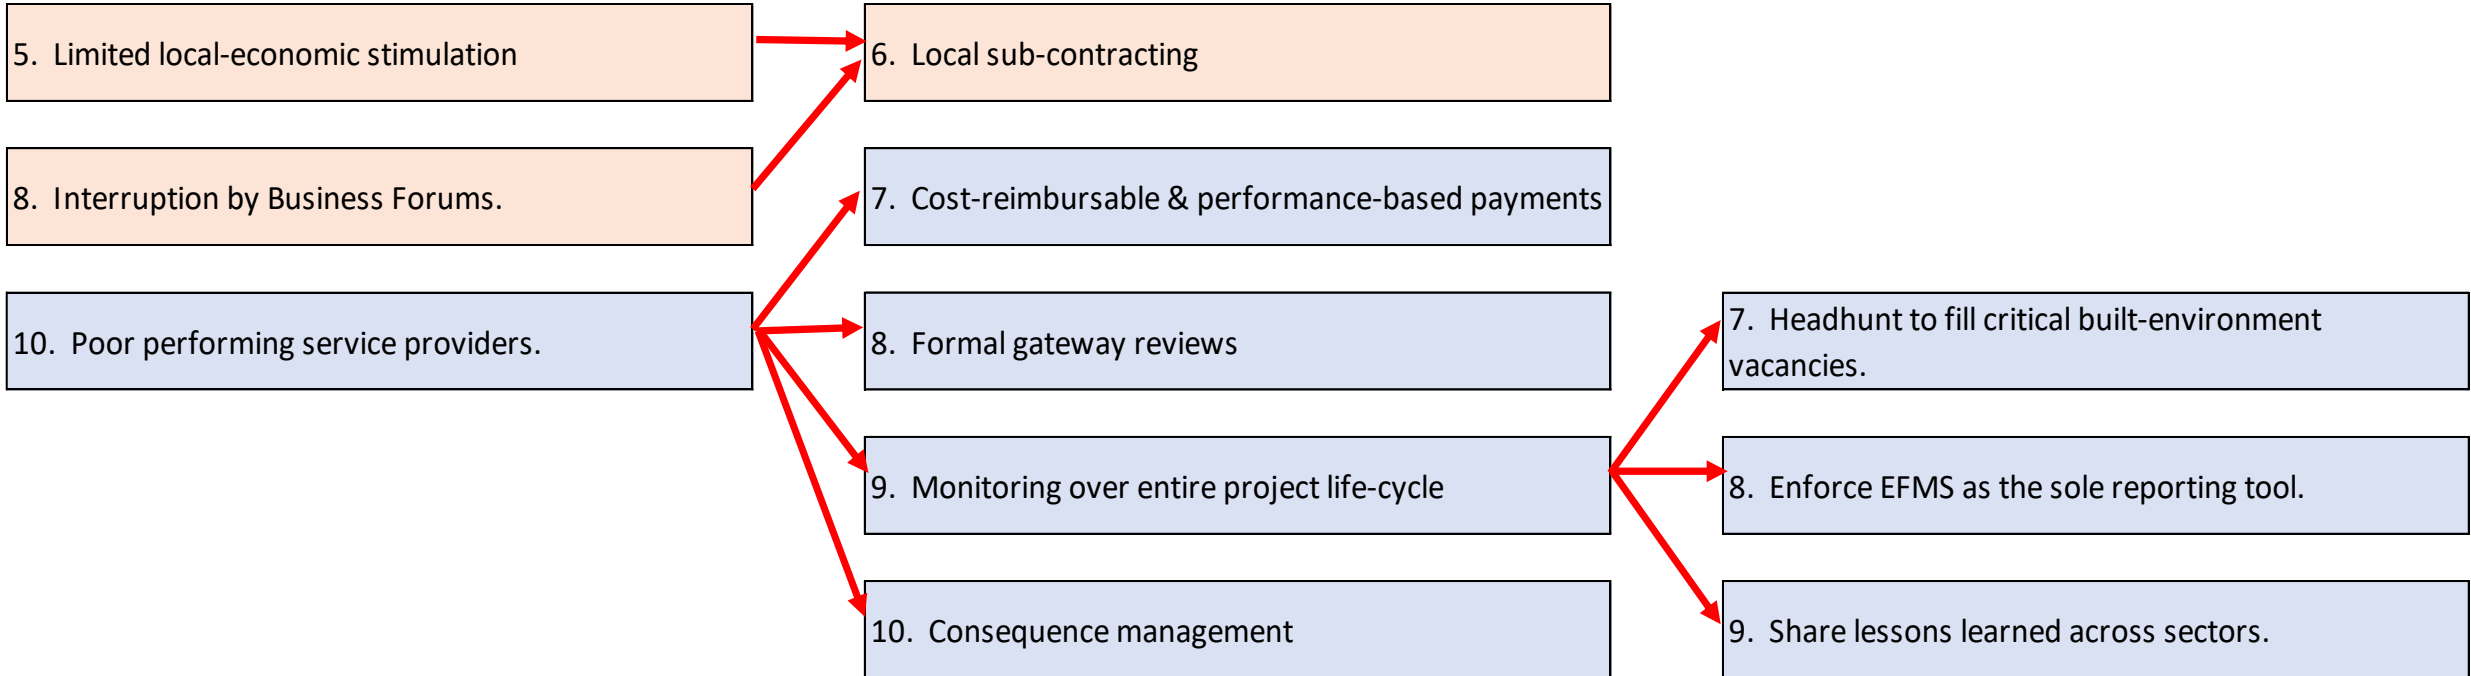 5. Limited local-economic stimulation
6. Local sub-contracting
8. Interruption by Business Forums.
7. Cost-reimbursable & performance-based payments
10. Poor performing service providers.
8. Formal gateway reviews
7. Headhunt to fill critical built-environment
vacancies.
9. Monitoring over entire project life-cycle
8. Enforce EFMS as the sole reporting tool.
10. Consequence management
9. Share lessons learned across sectors.